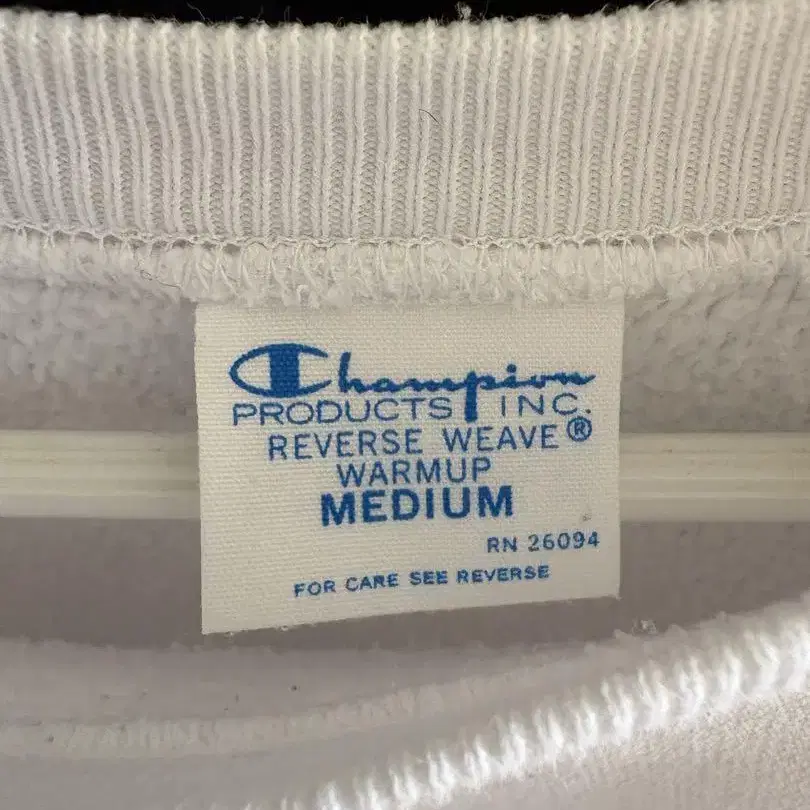 Champion
PRODUCTS INC.
REVERSE WEAVE®
WARMUP
MEDIUM
RN 26094
FOR CARE SEE REVERSE